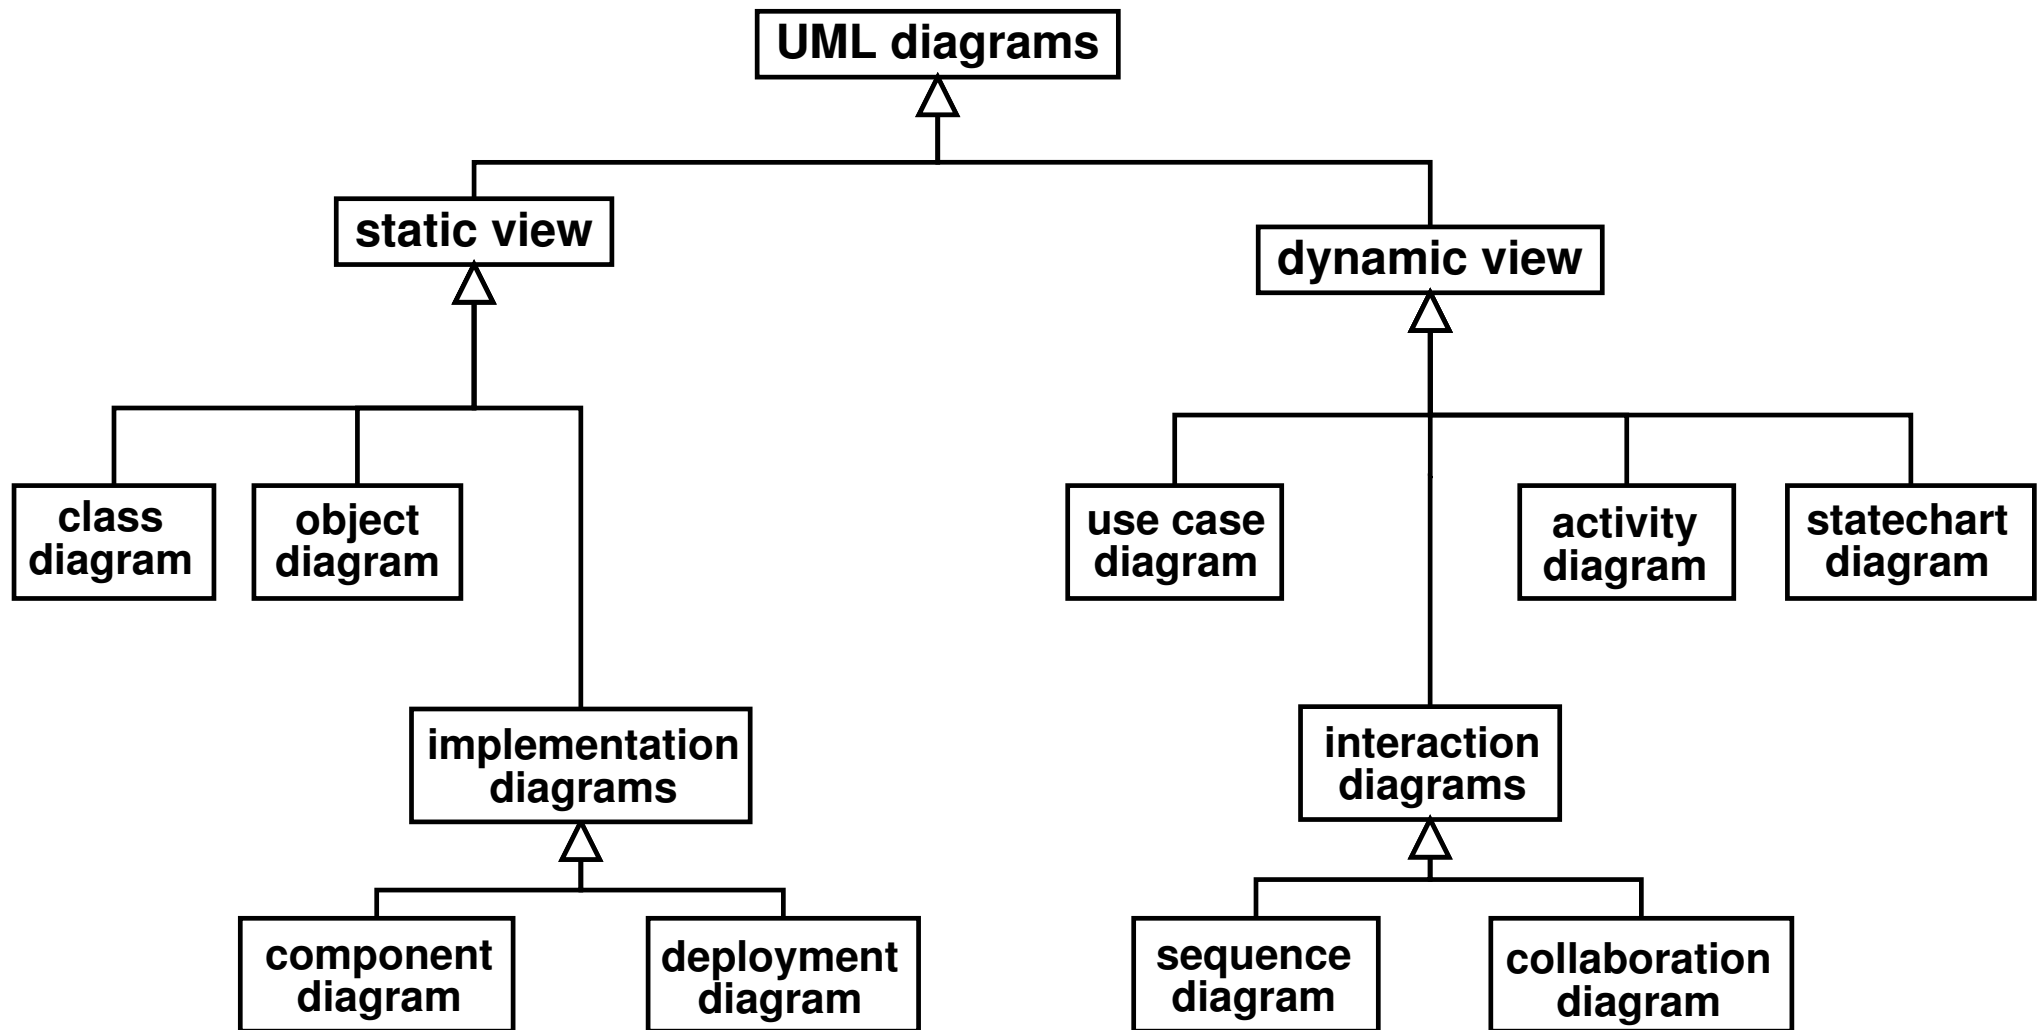 UML diagrams
static view
dynamic view
class
diagram
object
diagram
use case
diagram
activity
diagram
statechart
diagram
implementation
diagrams
interaction
diagrams
component
diagram
deployment
diagram
sequence
diagram
collaboration
diagram